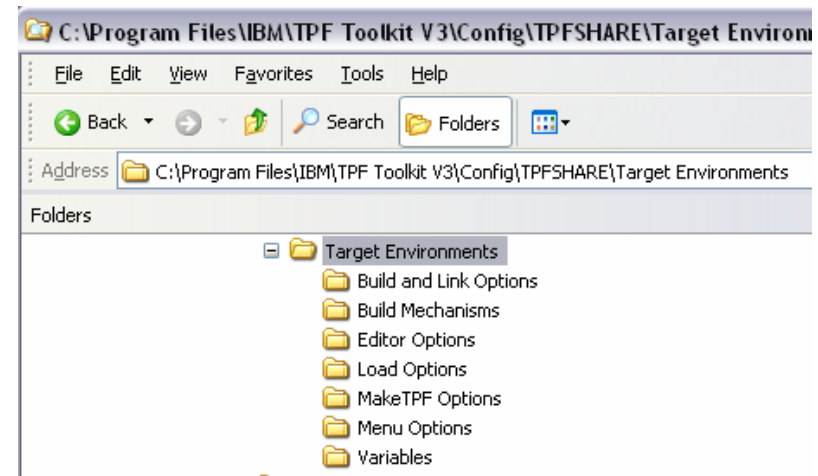 C:\Program Files\IBM\TPF Toolkit V3\Config\TPFSHARE\Target Environ
File Edit View Favorites Tools Help
Back Search Folders
Address C:\Program Files\IBM\TPF Toolkit V3\Config\TPFSHARE\Target Environments
Folders
Target Environments
Build and Link Options
Build Mechanisms
Editor Options
Load Options
MakeTPF Options
Menu Options
Variables